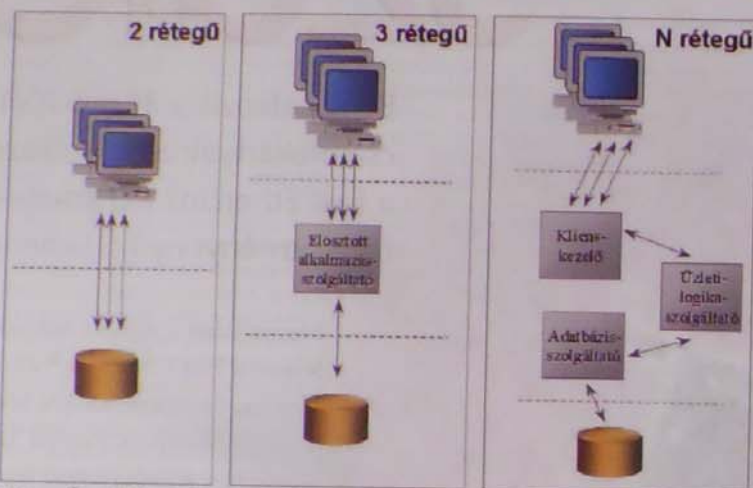 2 rétegű
3 rétegű
Elosztott
alkalmazás-
szolgáltató
N rétegű
Kliens-
kezelő
Üzleti-
logika-
szolgáltató
Adatbázis-
szolgáltató